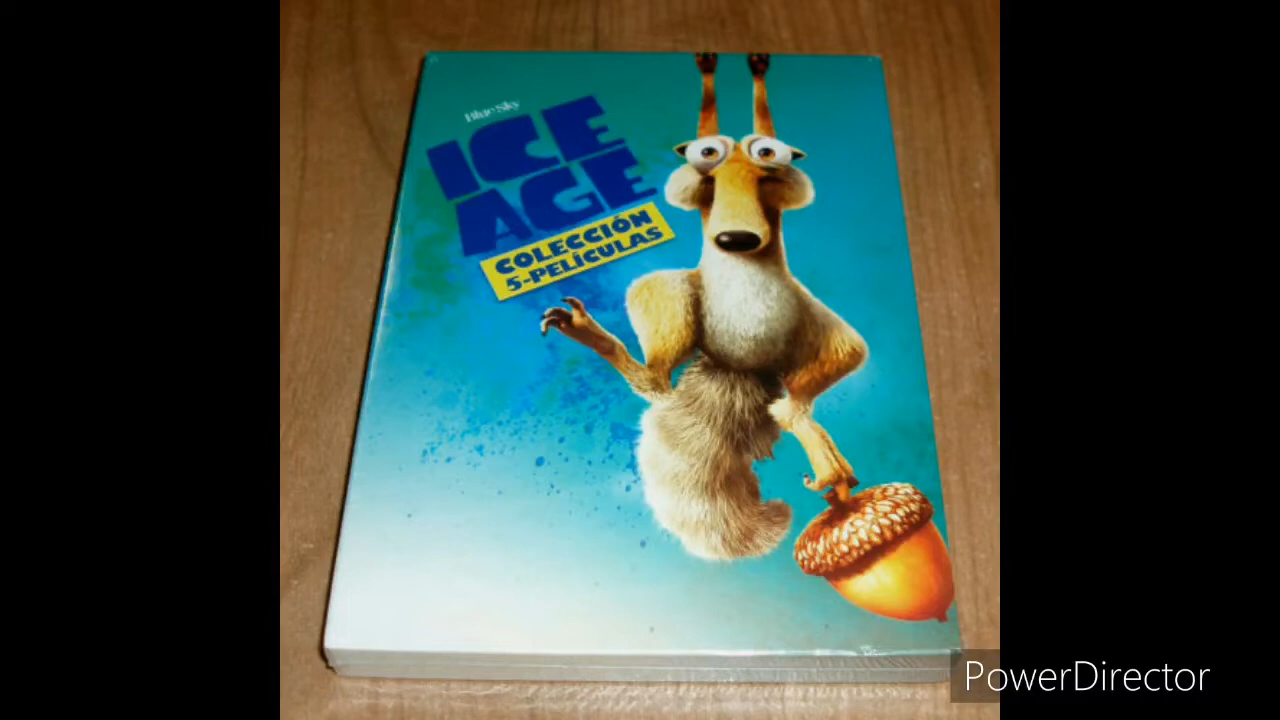 Blue Sky
ICE
AGE
COLECCIÓN
5-PELÍCULAS
PowerDirector